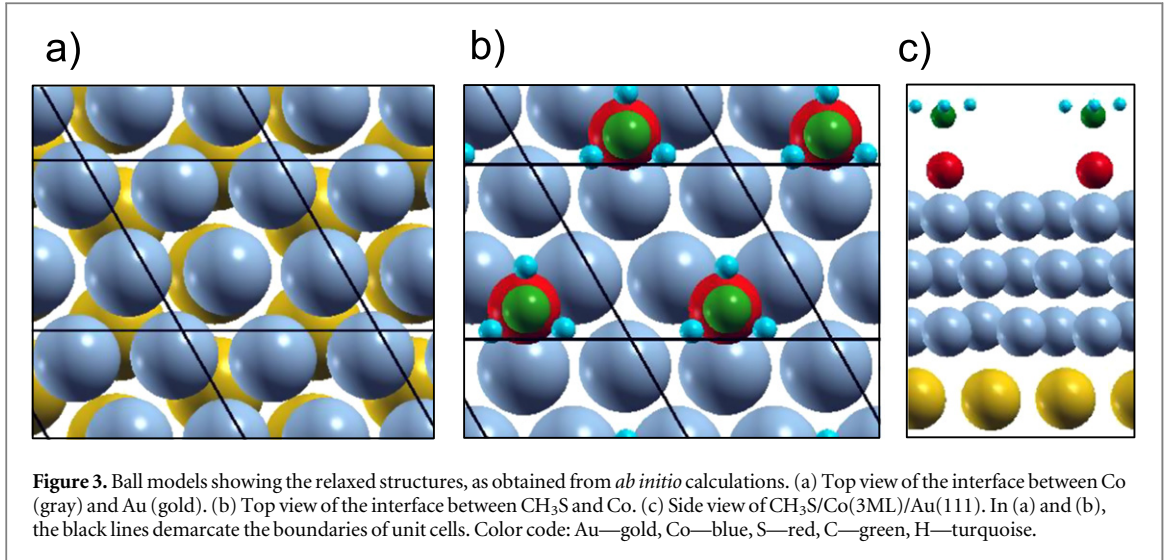 a) b) c)
Figure 3. Ball models showing the relaxed structures, as obtained from ab initio calculations. (a) Top view of the interface between Co
(gray) and Au (gold). (b) Top view of the interface between CH₃S and Co. (c) Side view of CH₃S/Co(3ML)/Au(111). In (a) and (b),
the black lines demarcate the boundaries of unit cells. Color code: Au—gold, Co—blue, S—red, C—green, H—turquoise.